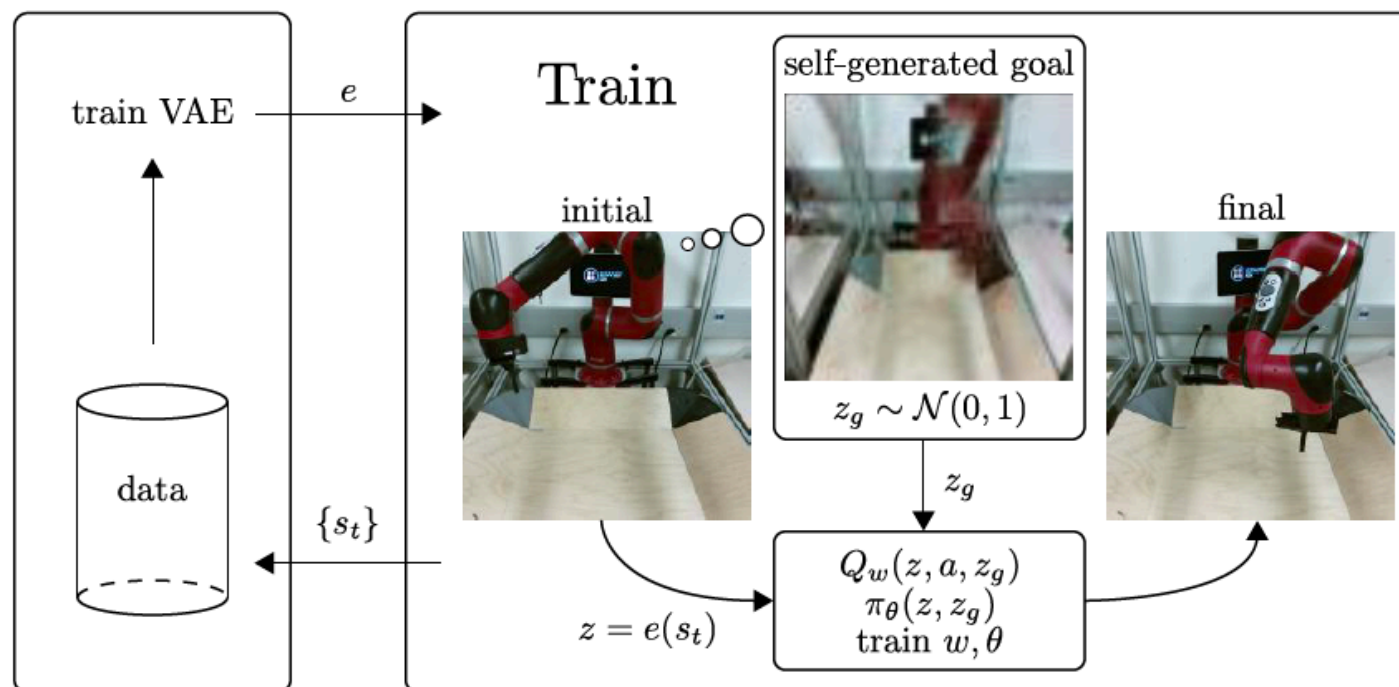 train VAE
e
data
{s_t}
Train
self-generated goal
z_g ∼ 𝒩(0, 1)
initial
final
z_g
z = e(s_t)
Q_w(z, a, z_g)
π_θ(z, z_g)
train w, θ